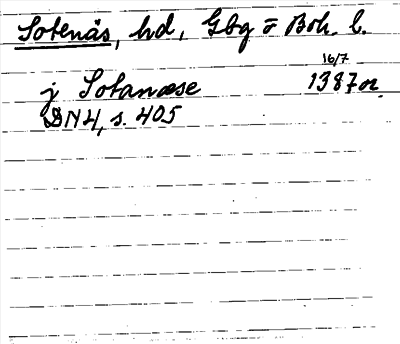 Sotenäs, hd, Gbg o Boh. l.
16/7
j Sotanæse 1387 or.
DN 4, s. 405